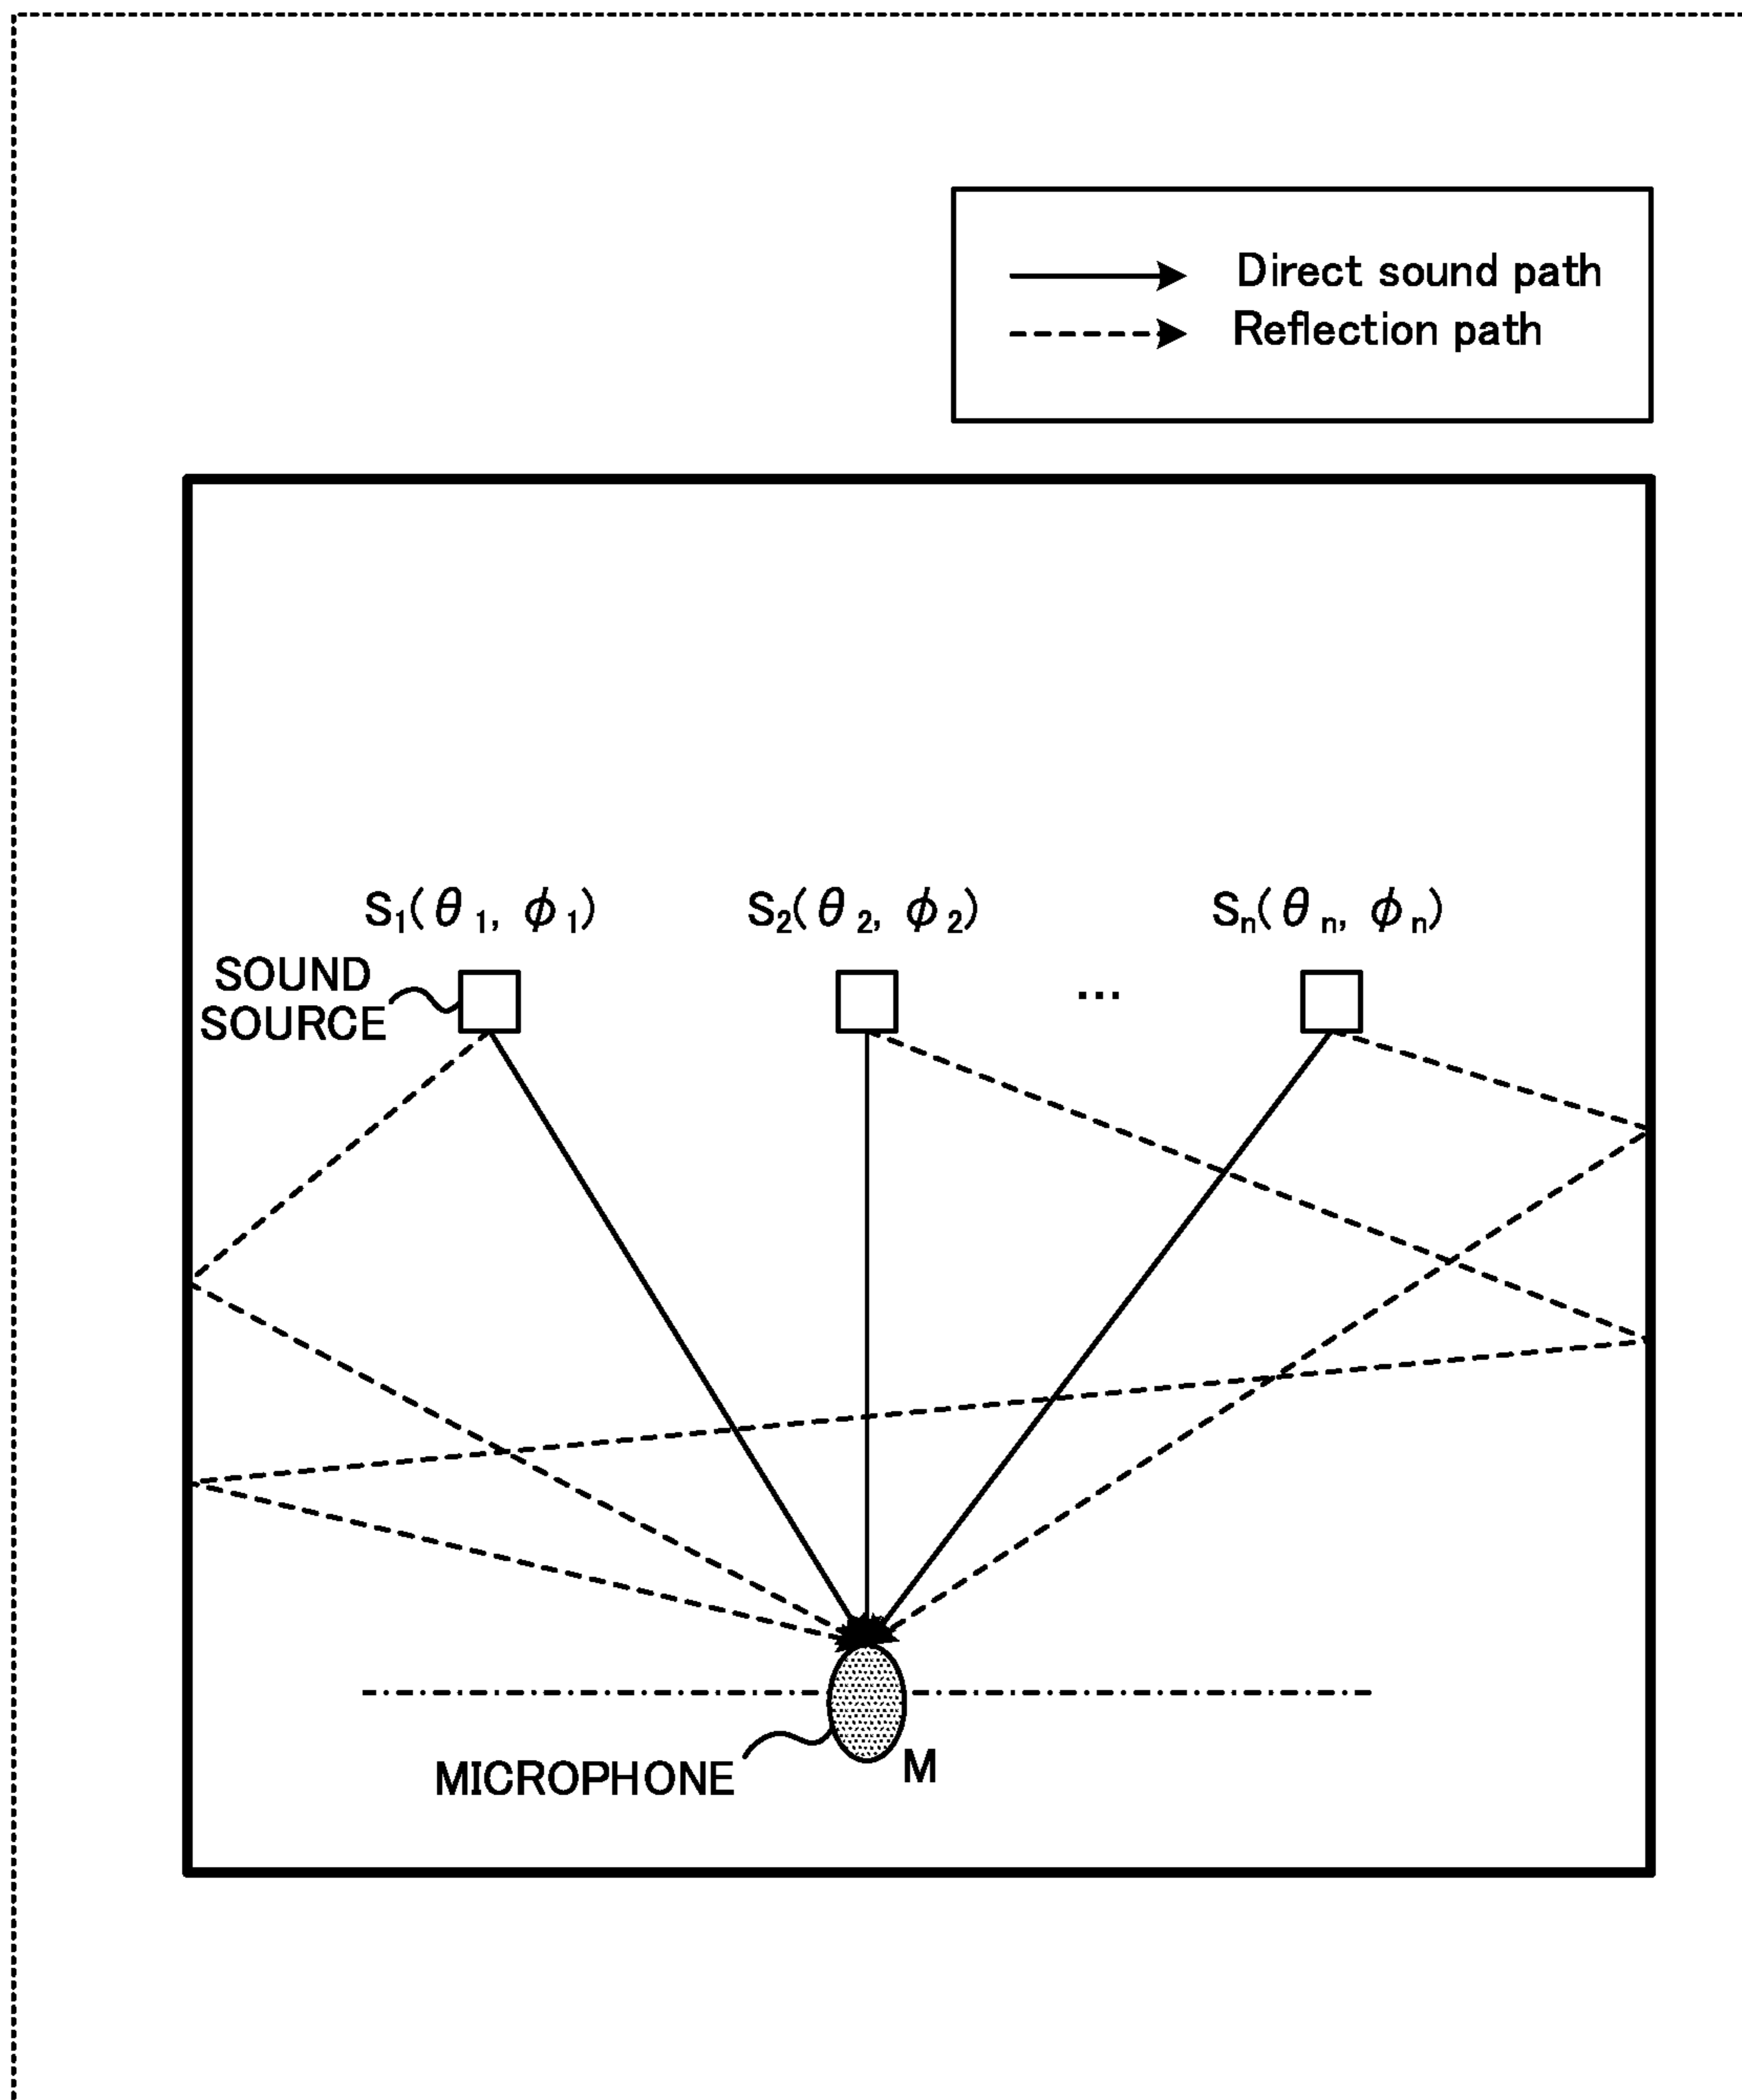 Direct sound path
Reflection path
S₁(θ₁, ϕ₁)
S₂(θ₂, ϕ₂)
...
Sₙ(θₙ, ϕₙ)
SOUND
SOURCE
MICROPHONE
M